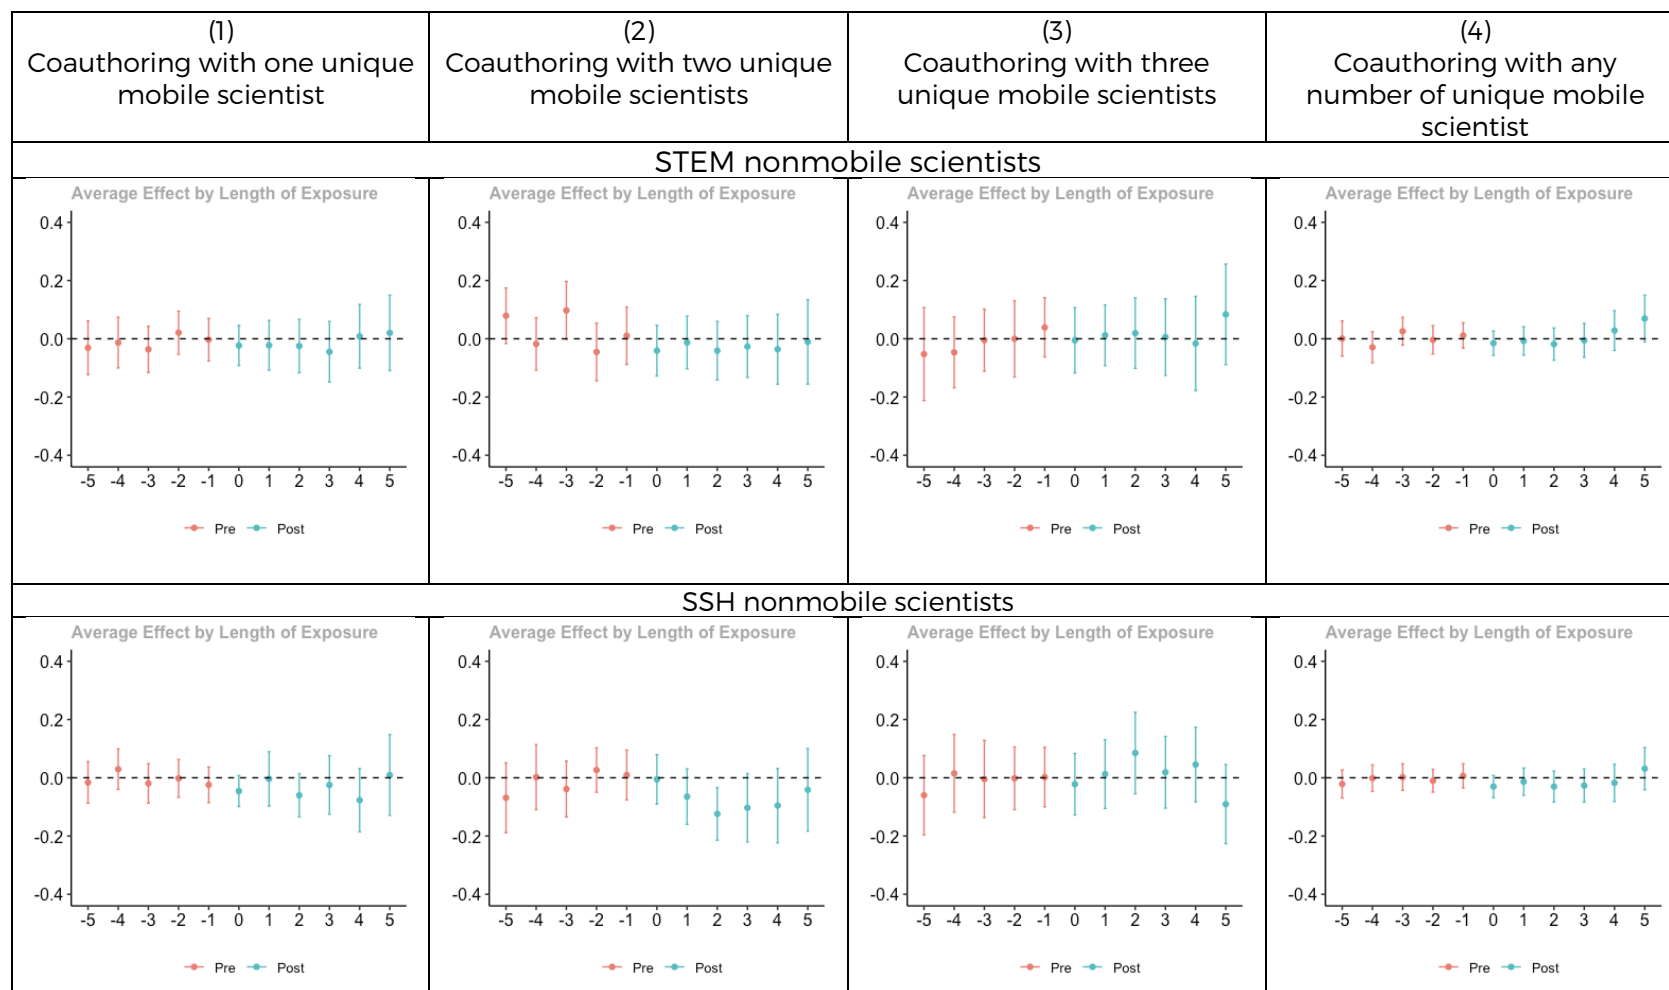 (1)
Coauthoring with one unique
mobile scientist
(2)
Coauthoring with two unique
mobile scientists
(3)
Coauthoring with three
unique mobile scientists
(4)
Coauthoring with any
number of unique mobile
scientist
STEM nonmobile scientists
Average Effect by Length of Exposure
0.4
0.2
0.0
-0.2
-0.4
-5 -4 -3 -2 -1 0 1 2 3 4 5
Pre Post
Average Effect by Length of Exposure
0.4
0.2
0.0
-0.2
-0.4
-5 -4 -3 -2 -1 0 1 2 3 4 5
Pre Post
Average Effect by Length of Exposure
0.4
0.2
0.0
-0.2
-0.4
-5 -4 -3 -2 -1 0 1 2 3 4 5
Pre Post
Average Effect by Length of Exposure
0.4
0.2
0.0
-0.2
-0.4
-5 -4 -3 -2 -1 0 1 2 3 4 5
Pre Post
SSH nonmobile scientists
Average Effect by Length of Exposure
0.4
0.2
0.0
-0.2
-0.4
-5 -4 -3 -2 -1 0 1 2 3 4 5
Pre Post
Average Effect by Length of Exposure
0.4
0.2
0.0
-0.2
-0.4
-5 -4 -3 -2 -1 0 1 2 3 4 5
Pre Post
Average Effect by Length of Exposure
0.4
0.2
0.0
-0.2
-0.4
-5 -4 -3 -2 -1 0 1 2 3 4 5
Pre Post
Average Effect by Length of Exposure
0.4
0.2
0.0
-0.2
-0.4
-5 -4 -3 -2 -1 0 1 2 3 4 5
Pre Post